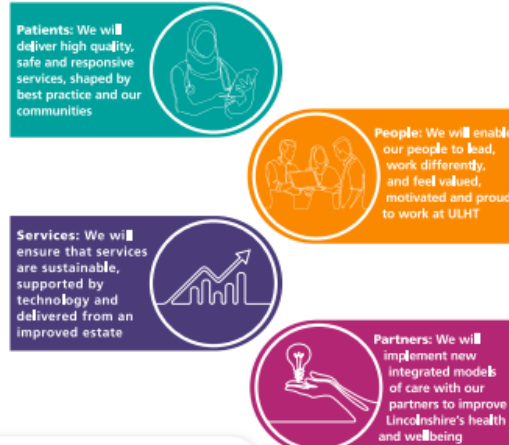 Patients: We will
deliver high quality,
safe and responsive
services, shaped by
best practice and our
communities
People: We will enable
our people to lead,
work differently,
and feel valued,
motivated and proud
to work at ULHT
Services: We will
ensure that services
are sustainable,
supported by
technology and
delivered from an
improved estate
Partners: We will
implement new
integrated models
of care with our
partners to improve
Lincolnshire's health
and wellbeing